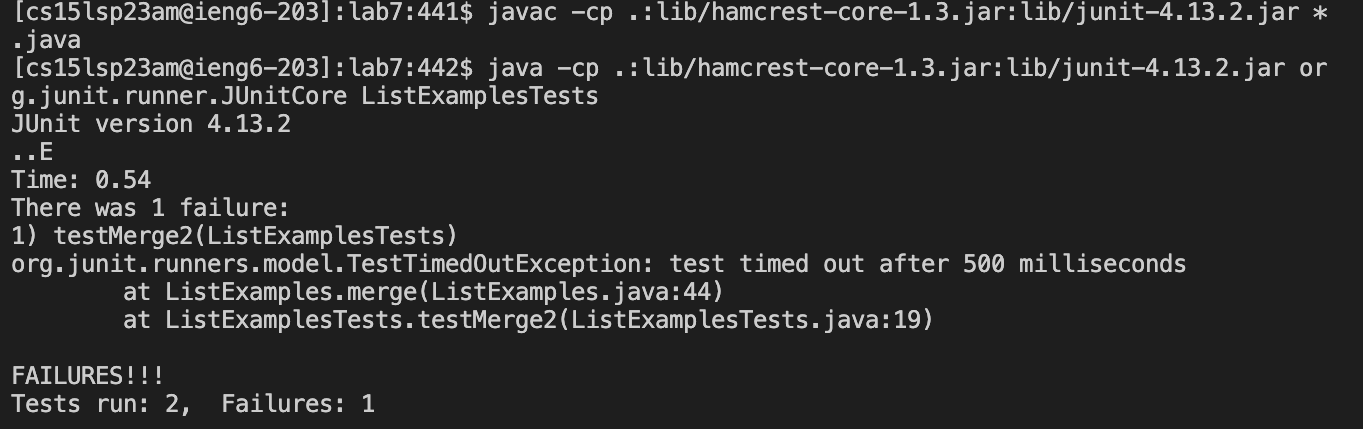 [cs15lsp23am@ieng6-203]:lab7:441$ javac -cp .:lib/hamcrest-core-1.3.jar:lib/junit-4.13.2.jar *
.java
[cs15lsp23am@ieng6-203]:lab7:442$ java -cp .:lib/hamcrest-core-1.3.jar:lib/junit-4.13.2.jar or
g.junit.runner.JUnitCore ListExamplesTests
JUnit version 4.13.2
..E
Time: 0.54
There was 1 failure:
1) testMerge2(ListExamplesTests)
org.junit.runners.model.TestTimedOutException: test timed out after 500 milliseconds
        at ListExamples.merge(ListExamples.java:44)
        at ListExamplesTests.testMerge2(ListExamplesTests.java:19)
FAILURES!!!
Tests run: 2,  Failures: 1